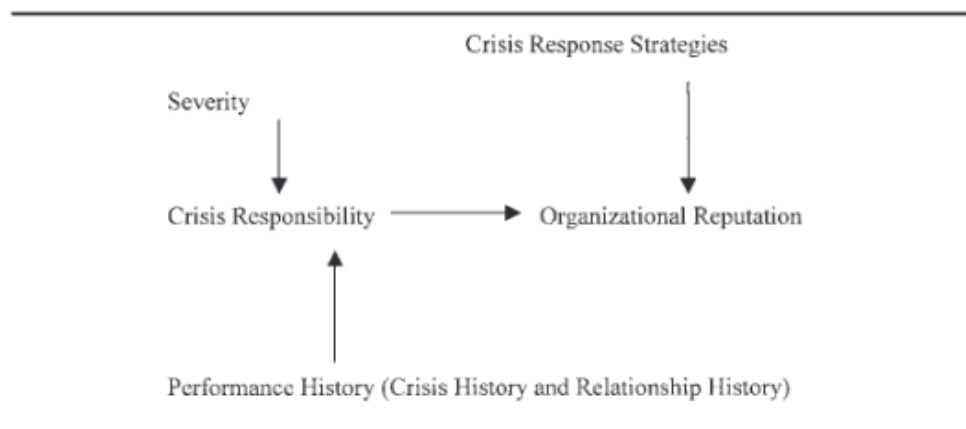 Crisis Response Strategies
Severity
Crisis Responsibility
Organizational Reputation
Performance History (Crisis History and Relationship History)